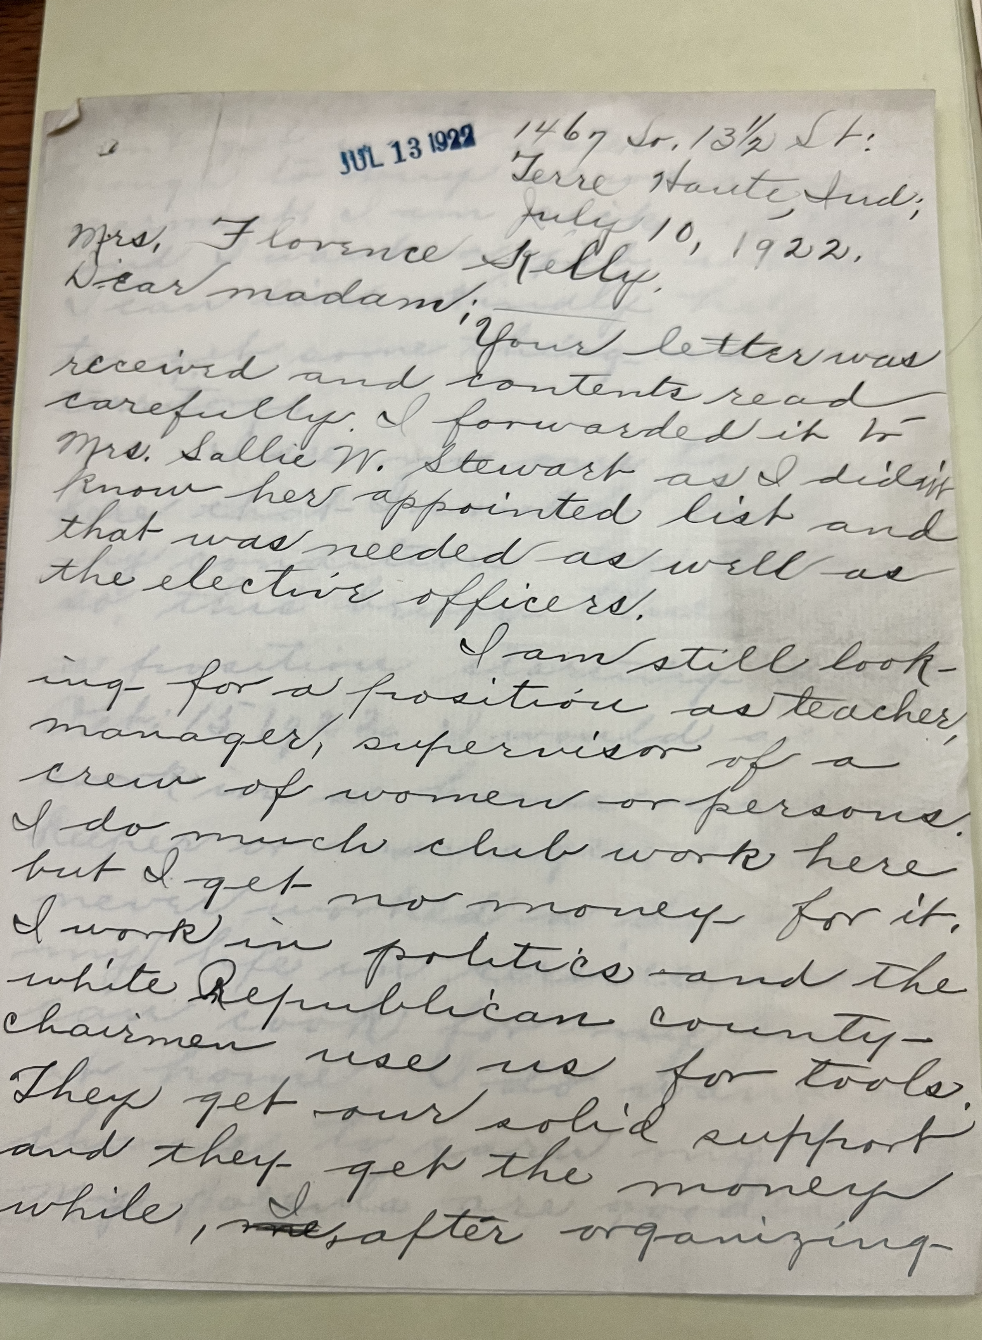 JUL 13 1922
1467 So. 13½ St:
Terre Haute, Ind;
July 10, 1922.
Mrs. Florence Kelly.
Dear madam;
Your letter was
received and contents read
carefully. I forwarded it to
Mrs. Sallie W. Stewart as I didn't
know her appointed list and
that was needed as well as
the elective officers.
I am still look-
ing for a position as teacher,
manager, supervisor of a
crew of women or persons.
I do much club work here
but I get no money for it.
I work in politics and the
white Republican county-
chairmen use us for tools.
They get our solid support
and they get the money
while, me I, after organizing